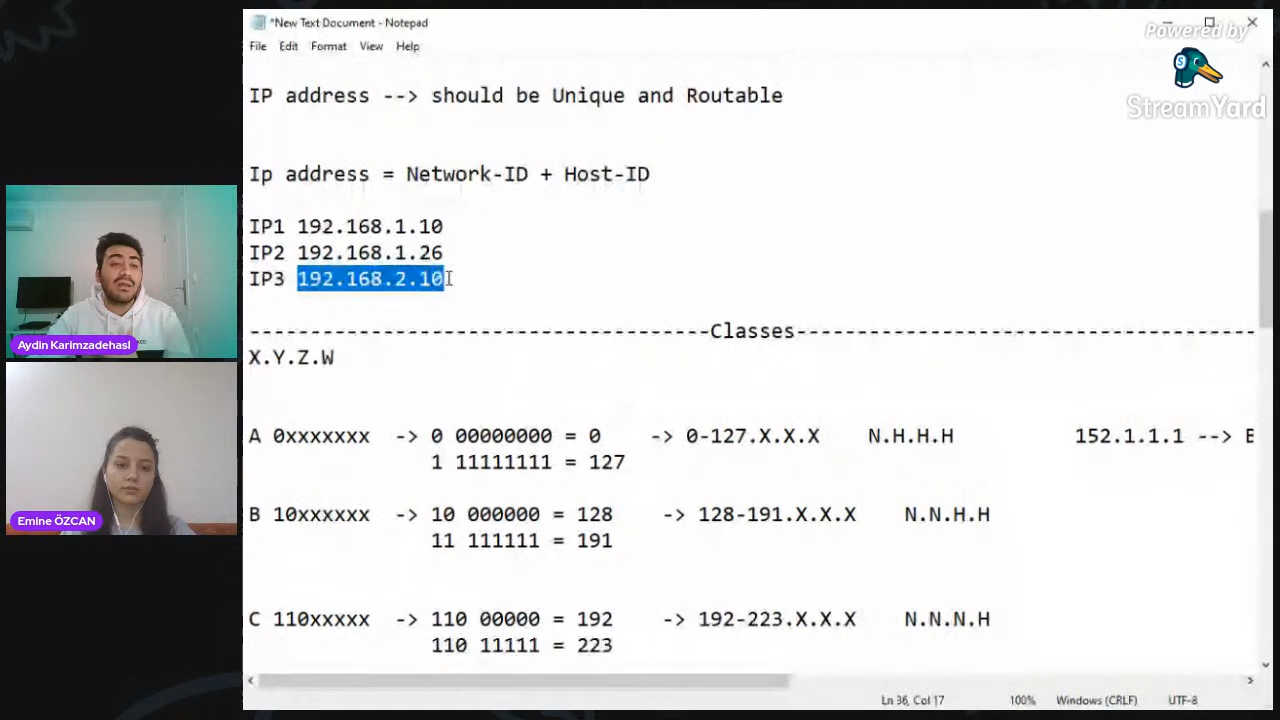 *New Text Document - Notepad
File Edit Format View Help
Powered by
StreamYard
IP address --> should be Unique and Routable
Ip address = Network-ID + Host-ID
IP1 192.168.1.10
IP2 192.168.1.26
IP3 192.168.2.10
--------------------------------------Classes--------------------------------------
X.Y.Z.W
A 0xxxxxxx -> 0 00000000 = 0 -> 0-127.X.X.X N.H.H.H 152.1.1.1 --> B
1 11111111 = 127
B 10xxxxxx -> 10 000000 = 128 -> 128-191.X.X.X N.N.H.H
11 111111 = 191
C 110xxxxx -> 110 00000 = 192 -> 192-223.X.X.X N.N.N.H
110 11111 = 223
Ln 36, Col 17 100% Windows (CRLF) UTF-8
Aydin Karimzadehasl
Emine ÖZCAN